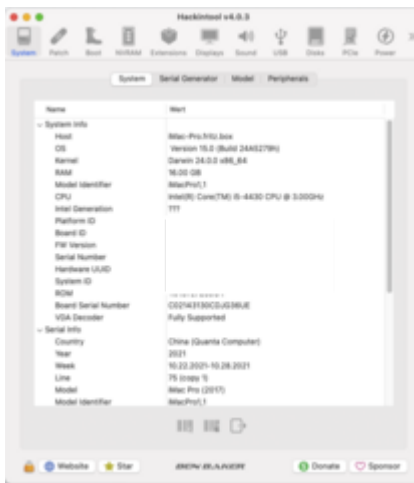 Hackintool v4.0.3
System Patch Boot NVRAM Extensions Displays Sound USB Disks PCIe Power
System Serial Generator Model Peripherals
Name Wert
System Info
Host iMac-Pro.fritz.box
OS Version 15.0 (Build 24A5279h)
Kernel Darwin 24.0.0 x86_64
RAM 16.00 GB
Model Identifier iMacPro1,1
CPU Intel(R) Core(TM) i5-4430 CPU @ 3.00GHz
Intel Generation ???
Platform ID
Board ID
FW Version
Serial Number
Hardware UUID
System ID
ROM
Board Serial Number
VDA Decoder Fully Supported
Serial Info
Country China (Quanta Computer)
Year 2021
Week 10.22.2021-10.28.2021
Line 75 (copy 1)
Model iMac Pro (2017)
Model Identifier iMacPro1,1
Website Star BEN BAKER Donate Sponsor